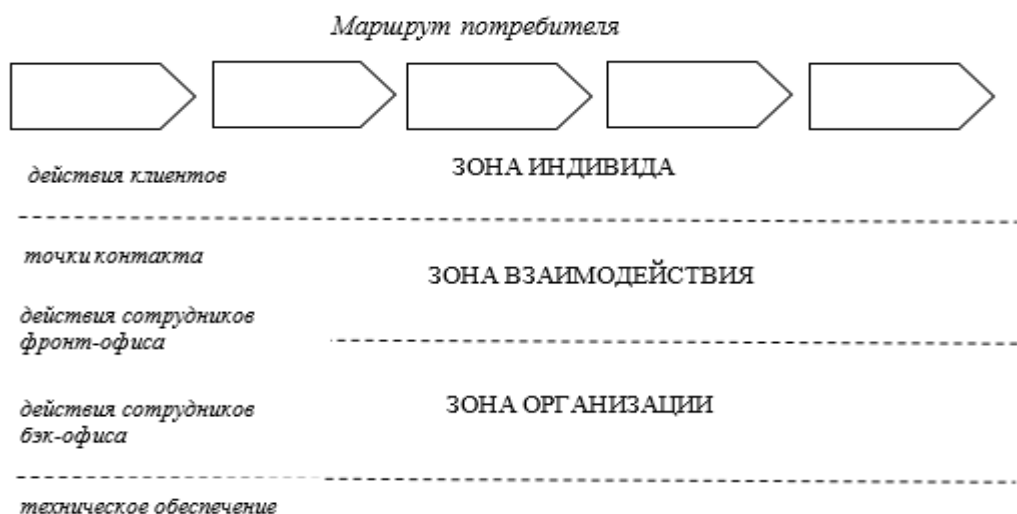 Маршрут потребителя
действия клиентов
ЗОНА ИНДИВИДА
точки контакта
ЗОНА ВЗАИМОДЕЙСТВИЯ
действия сотрудников
фронт-офиса
действия сотрудников
бэк-офиса
ЗОНА ОРГАНИЗАЦИИ
техническое обеспечение